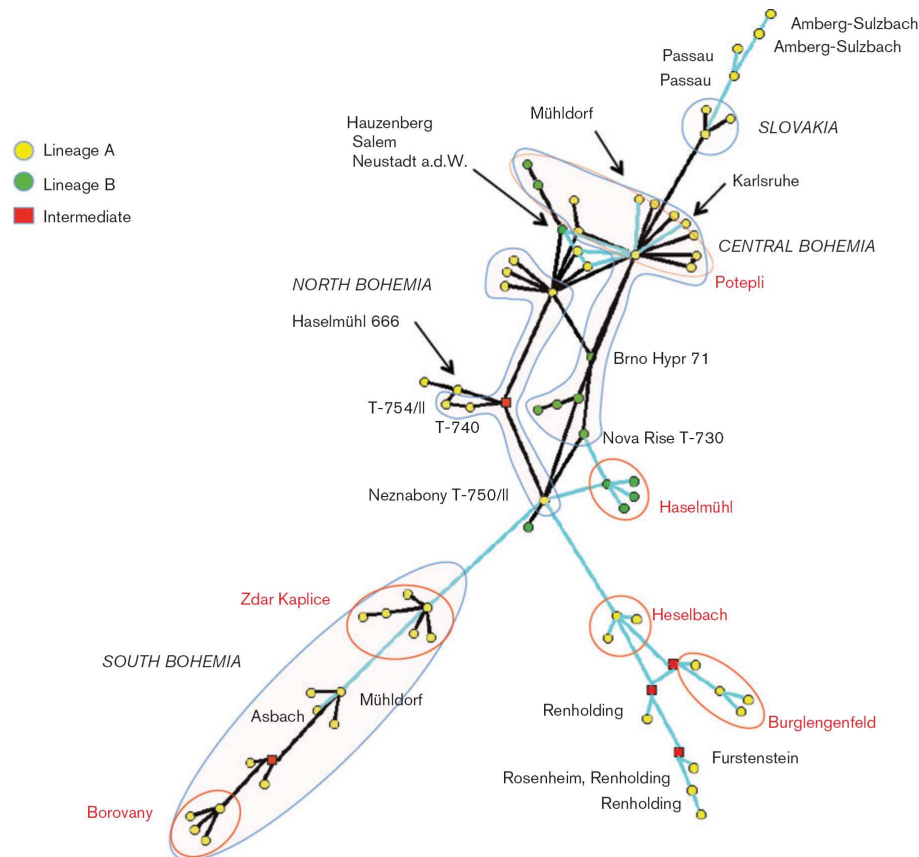 Amberg-Sulzbach
Amberg-Sulzbach
Passau
Passau
Mühldorf
SLOVAKIA
Hauzenberg
Salem
Neustadt a.d.W.
Lineage A
Lineage B
Intermediate
Karlsruhe
CENTRAL BOHEMIA
Potepli
NORTH BOHEMIA
Haselmühl 666
Brno Hypr 71
T-754/II
T-740
Nova Rise T-730
Neznabony T-750/II
Haselmühl
Zdar Kaplice
Heselbach
SOUTH BOHEMIA
Mühldorf
Asbach
Renholding
Burglengenfeld
Furstenstein
Rosenheim, Renholding
Renholding
Borovany